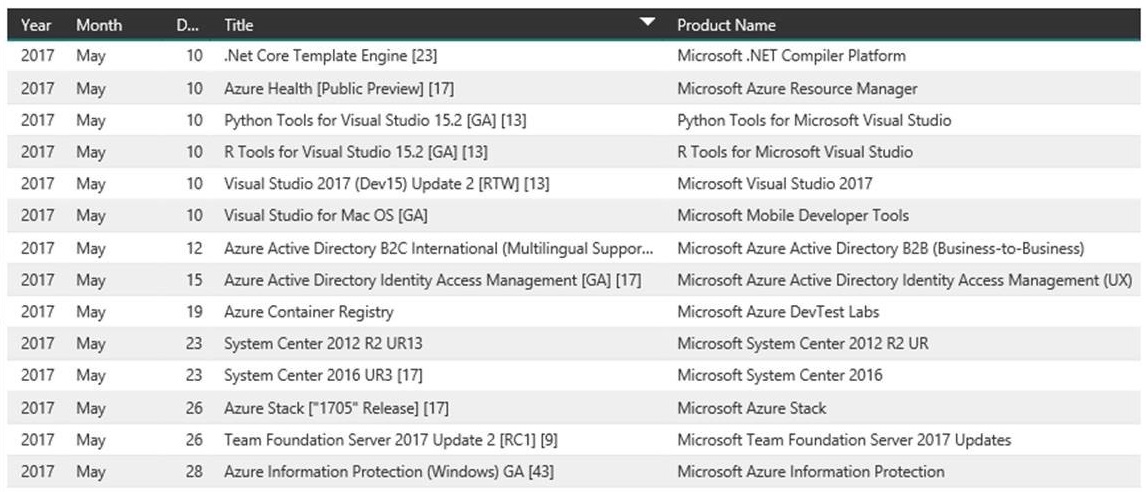 Year Month D... Title Product Name
2017 May 10 .Net Core Template Engine [23] Microsoft .NET Compiler Platform
2017 May 10 Azure Health [Public Preview] [17] Microsoft Azure Resource Manager
2017 May 10 Python Tools for Visual Studio 15.2 [GA] [13] Python Tools for Microsoft Visual Studio
2017 May 10 R Tools for Visual Studio 15.2 [GA] [13] R Tools for Microsoft Visual Studio
2017 May 10 Visual Studio 2017 (Dev15) Update 2 [RTW] [13] Microsoft Visual Studio 2017
2017 May 10 Visual Studio for Mac OS [GA] Microsoft Mobile Developer Tools
2017 May 12 Azure Active Directory B2C International (Multilingual Suppor... Microsoft Azure Active Directory B2B (Business-to-Business)
2017 May 15 Azure Active Directory Identity Access Management [GA] [17] Microsoft Azure Active Directory Identity Access Management (UX)
2017 May 19 Azure Container Registry Microsoft Azure DevTest Labs
2017 May 23 System Center 2012 R2 UR13 Microsoft System Center 2012 R2 UR
2017 May 23 System Center 2016 UR3 [17] Microsoft System Center 2016
2017 May 26 Azure Stack ["1705" Release] [17] Microsoft Azure Stack
2017 May 26 Team Foundation Server 2017 Update 2 [RC1] [9] Microsoft Team Foundation Server 2017 Updates
2017 May 28 Azure Information Protection (Windows) GA [43] Microsoft Azure Information Protection